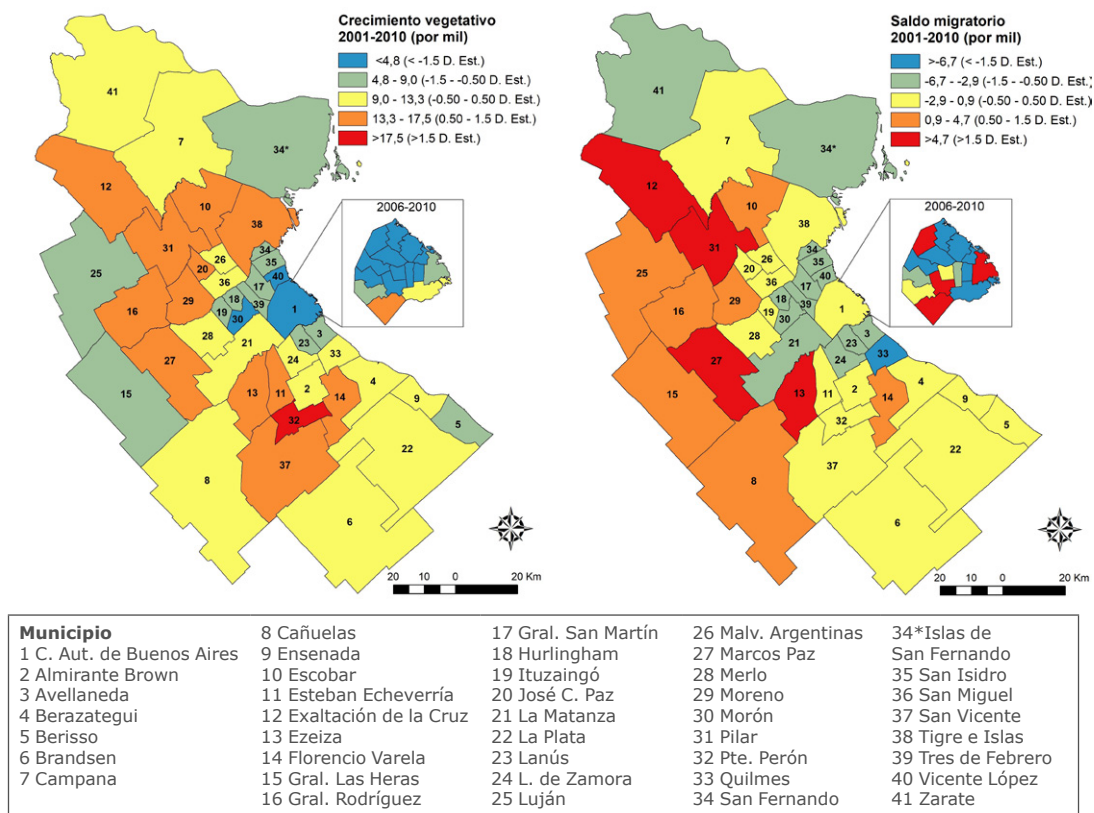 Crecimiento vegetativo
2001-2010 (por mil)
<4,8 (< -1.5 D. Est.)
4,8 - 9,0 (-1.5 - -0.50 D. Est.)
9,0 - 13,3 (-0.50 - 0.50 D. Est.)
13,3 - 17,5 (0.50 - 1.5 D. Est.)
>17,5 (>1.5 D. Est.)
41
7
34*
12
10
38
31
26
34
35
25
20
36
40
17
16
29
18
19
39
30
1
28
21
3
23
27
24
33
15
13
11
2
4
14
9
32
5
22
8
37
6
2006-2010
20 10 0 20 Km
Saldo migratorio
2001-2010 (por mil)
>-6,7 (< -1.5 D. Est.)
-6,7 - -2,9 (-1.5 - -0.50 D. Est.)
-2,9 - 0,9 (-0.50 - 0.50 D. Est.)
0,9 - 4,7 (0.50 - 1.5 D. Est.)
>4,7 (>1.5 D. Est.)
41
7
34*
12
10
38
31
26
34
35
25
20
36
40
17
16
29
18
19
39
30
1
28
21
3
23
27
24
33
15
13
11
2
4
14
9
32
5
22
8
37
6
2006-2010
20 10 0 20 Km
Municipio
1 C. Aut. de Buenos Aires
2 Almirante Brown
3 Avellaneda
4 Berazategui
5 Berisso
6 Brandsen
7 Campana
8 Cañuelas
9 Ensenada
10 Escobar
11 Esteban Echeverría
12 Exaltación de la Cruz
13 Ezeiza
14 Florencio Varela
15 Gral. Las Heras
16 Gral. Rodríguez
17 Gral. San Martín
18 Hurlingham
19 Ituzaingó
20 José C. Paz
21 La Matanza
22 La Plata
23 Lanús
24 L. de Zamora
25 Luján
26 Malv. Argentinas
27 Marcos Paz
28 Merlo
29 Moreno
30 Morón
31 Pilar
32 Pte. Perón
33 Quilmes
34 San Fernando
34*Islas de
San Fernando
35 San Isidro
36 San Miguel
37 San Vicente
38 Tigre e Islas
39 Tres de Febrero
40 Vicente López
41 Zarate